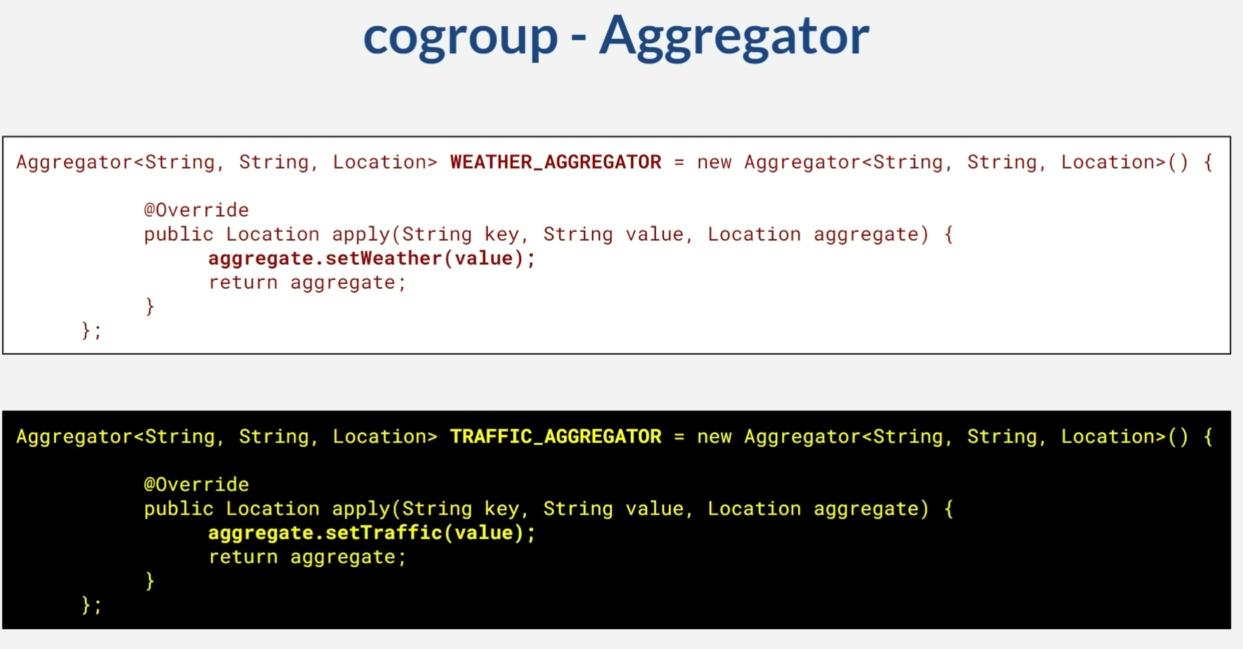 cogroup - Aggregator
Aggregator<String, String, Location> WEATHER_AGGREGATOR = new Aggregator<String, String, Location>() {
@Override
public Location apply(String key, String value, Location aggregate) {
aggregate.setWeather(value);
return aggregate;
}
};
Aggregator<String, String, Location> TRAFFIC_AGGREGATOR = new Aggregator<String, String, Location>() {
@Override
public Location apply(String key, String value, Location aggregate) {
aggregate.setTraffic(value);
return aggregate;
}
};